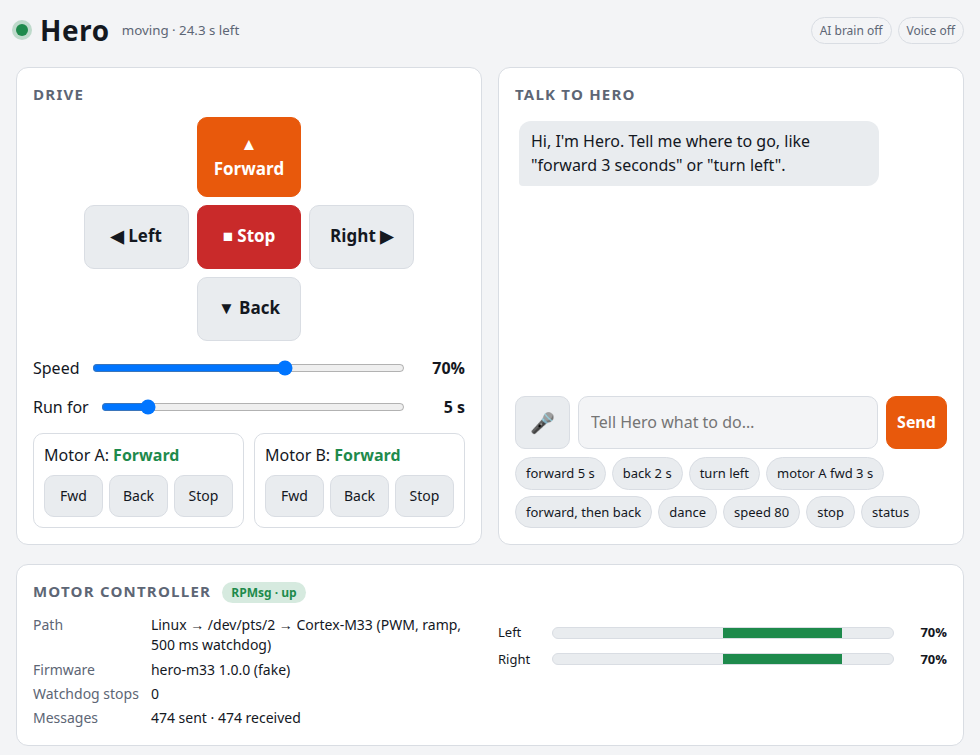 Hero moving · 24.3 s left
AI brain off Voice off
DRIVE
▲
Forward
◀ Left ■ Stop Right ▶
▼ Back
Speed 70%
Run for 5 s
Motor A: Forward
Fwd Back Stop
Motor B: Forward
Fwd Back Stop
TALK TO HERO
Hi, I'm Hero. Tell me where to go, like
"forward 3 seconds" or "turn left".
Tell Hero what to do...
Send
forward 5 s back 2 s turn left motor A fwd 3 s
forward, then back dance speed 80 stop status
MOTOR CONTROLLER RPMsg · up
Path Linux → /dev/pts/2 → Cortex-M33 (PWM, ramp,
500 ms watchdog)
Firmware hero-m33 1.0.0 (fake)
Watchdog stops 0
Messages 474 sent · 474 received
Left 70%
Right 70%